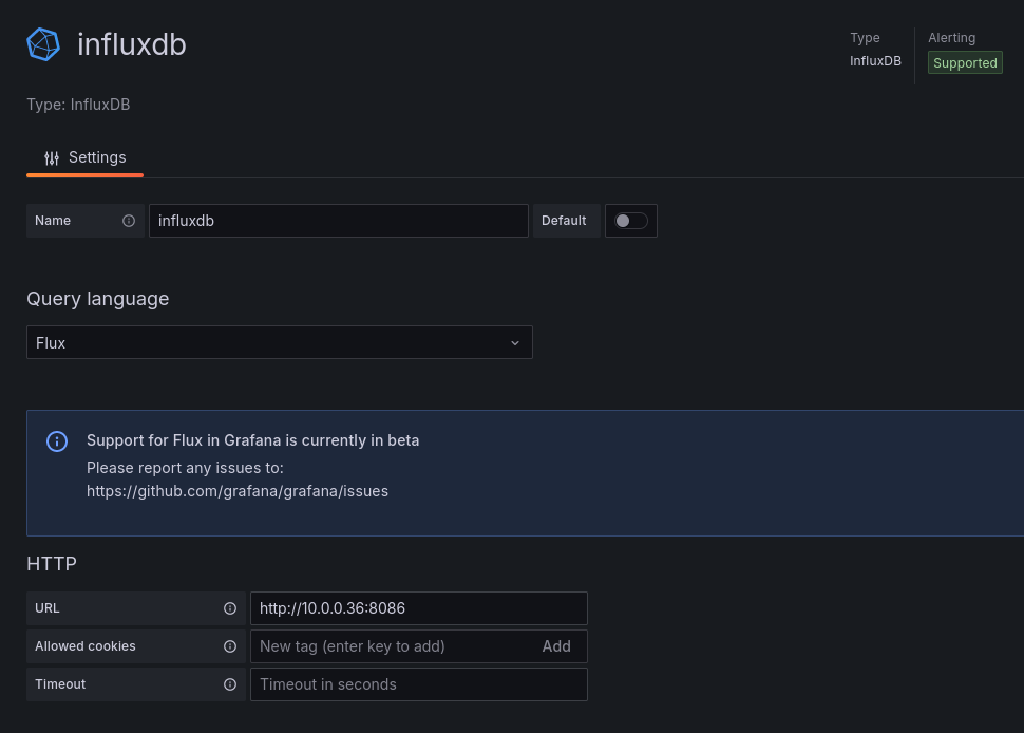 influxdb
Type
Alerting
InfluxDB
Supported
Type: InfluxDB
Settings
Name
influxdb
Default
Query language
Flux
Support for Flux in Grafana is currently in beta
Please report any issues to:
https://github.com/grafana/grafana/issues
HTTP
URL
http://10.0.0.36:8086
Allowed cookies
New tag (enter key to add)
Add
Timeout
Timeout in seconds